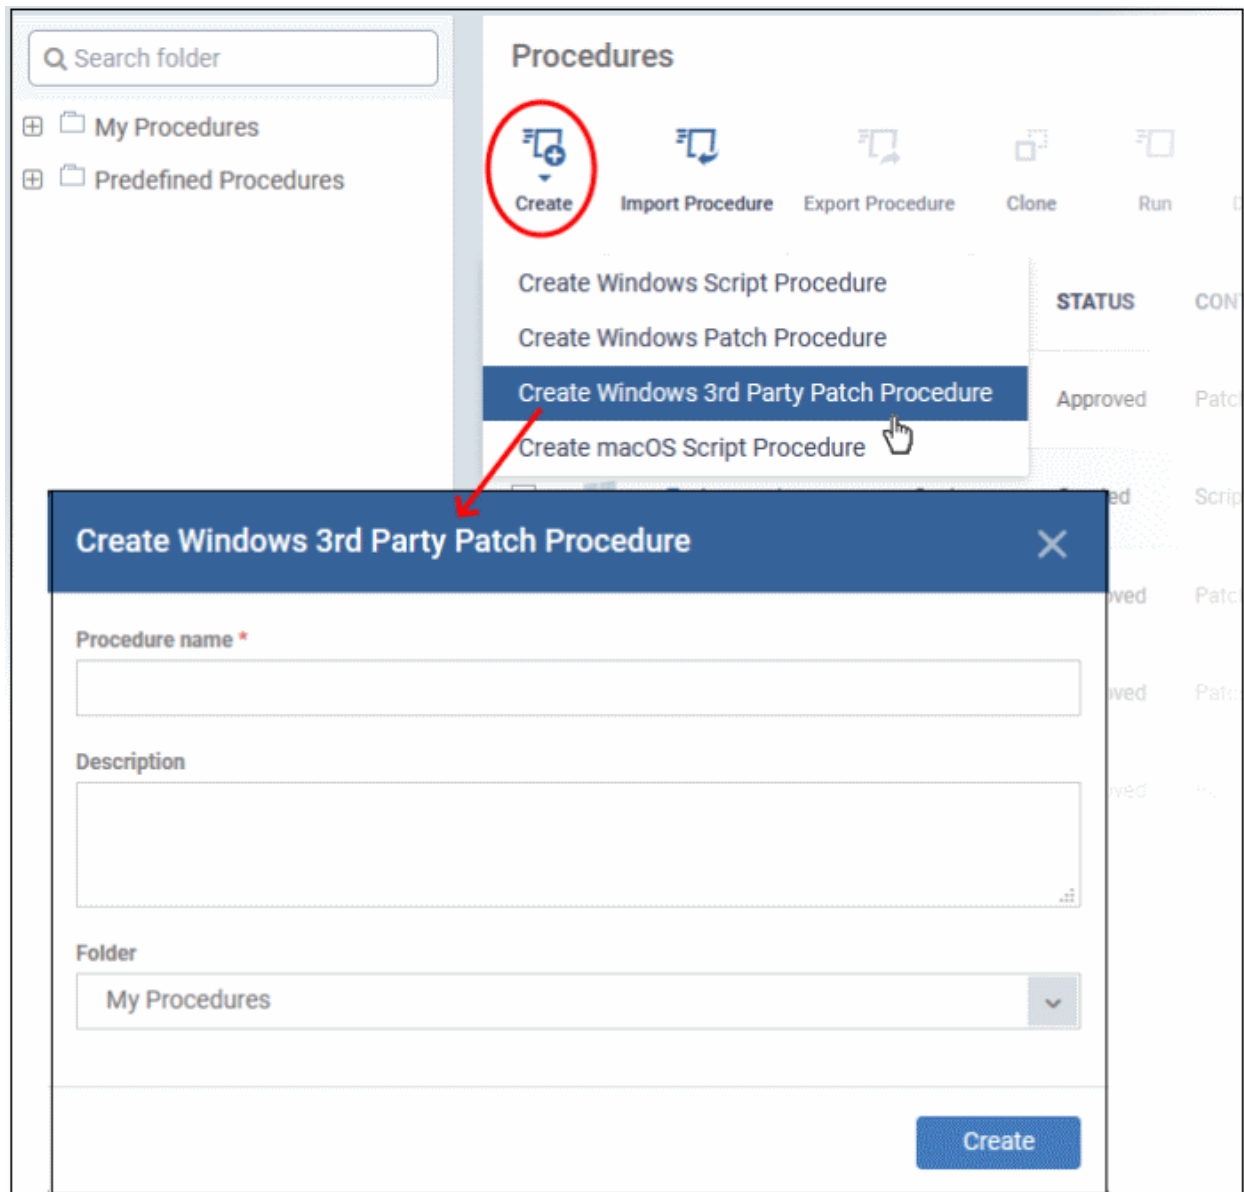 Search folder
My Procedures
Predefined Procedures
Procedures
Create
Import Procedure
Export Procedure
Clone
Run
Create Windows Script Procedure
Create Windows Patch Procedure
Create Windows 3rd Party Patch Procedure
Create macOS Script Procedure
STATUS
Approved
Create Windows 3rd Party Patch Procedure
Procedure name *
Description
Folder
My Procedures
Create